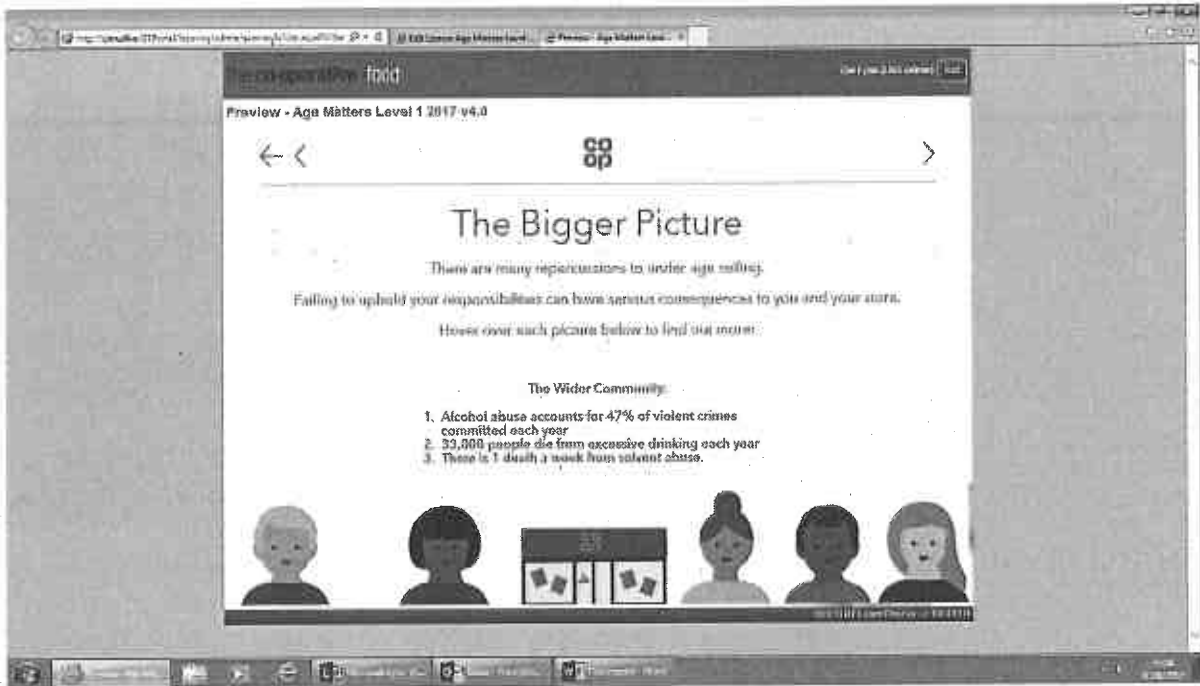 the co-operative food
Preview - Age Matters Level 1 2017 v4.0
co
op
The Bigger Picture
There are many repercussions to under age selling.
Failing to uphold your responsibilities can have serious consequences to you and your store.
Hover over each picture below to find out more:
The Wider Community:
1. Alcohol abuse accounts for 47% of violent crimes
committed each year
2. 33,000 people die from excessive drinking each year
3. There is 1 death a week from solvent abuse.